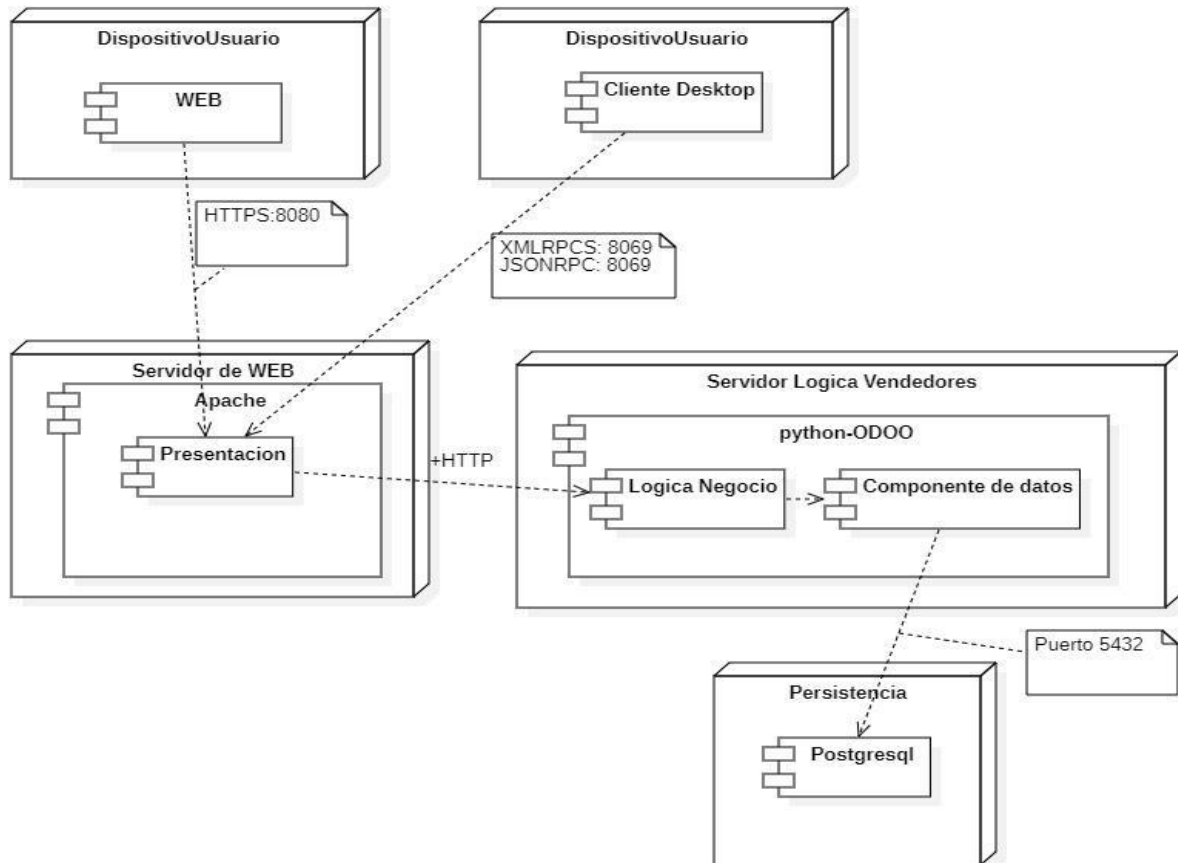 DispositivoUsuario
WEB
DispositivoUsuario
Cliente Desktop
HTTPS:8080
XMLRPCS: 8069
JSONRPC: 8069
Servidor de WEB
Apache
Presentacion
+HTTP
Servidor Logica Vendedores
python-ODOO
Logica Negocio
Componente de datos
Puerto 5432
Persistencia
Postgresql